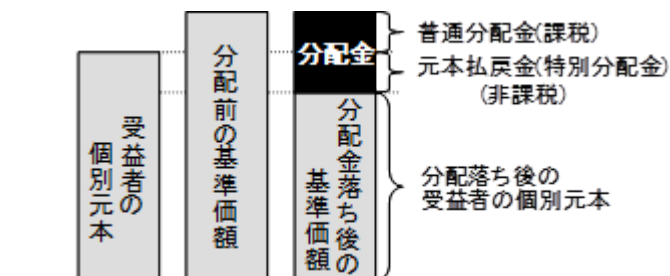 受益者の
個別元本
分配前の基準価額
分配金
分配金落ち後の
基準価額
普通分配金(課税)
元本払戻金(特別分配金)
(非課税)
分配落ち後の
受益者の個別元本